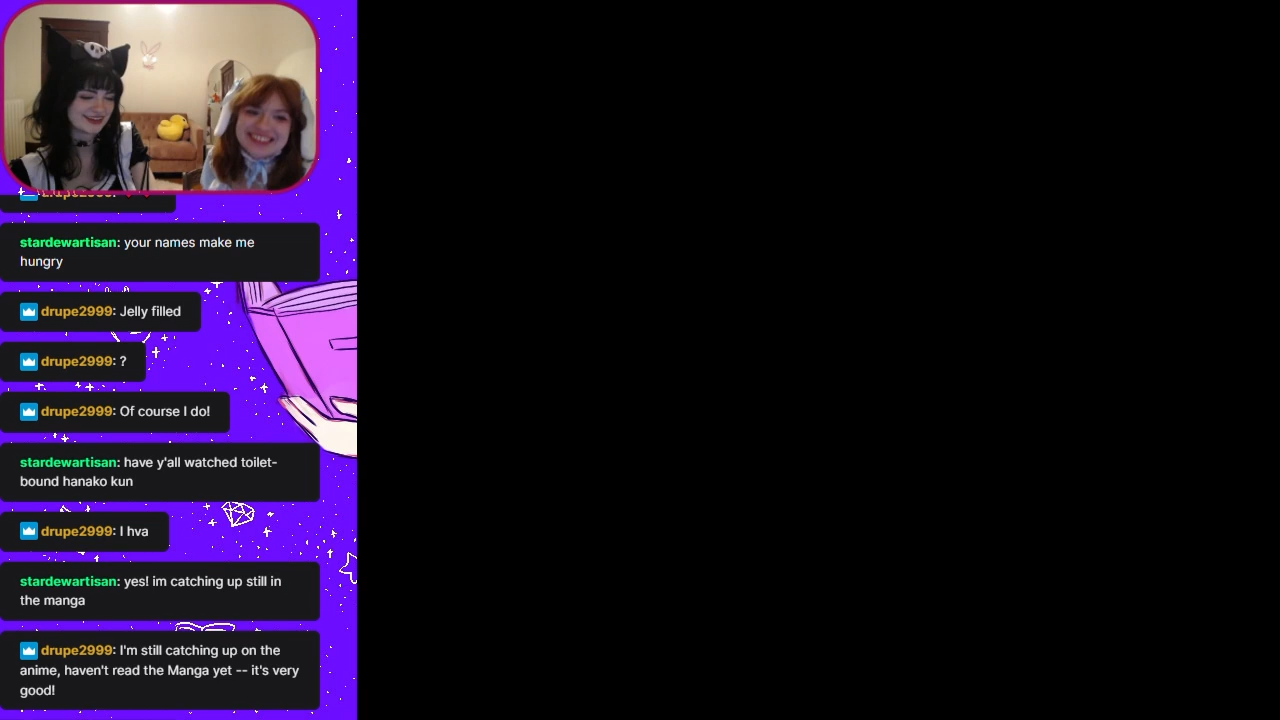 stardewartisan: your names make me
hungry
drupe2999: Jelly filled
drupe2999: ?
drupe2999: Of course I do!
stardewartisan: have y'all watched toilet-
bound hanako kun
drupe2999: I hva
stardewartisan: yes! im catching up still in
the manga
drupe2999: I'm still catching up on the
anime, haven't read the Manga yet -- it's very
good!